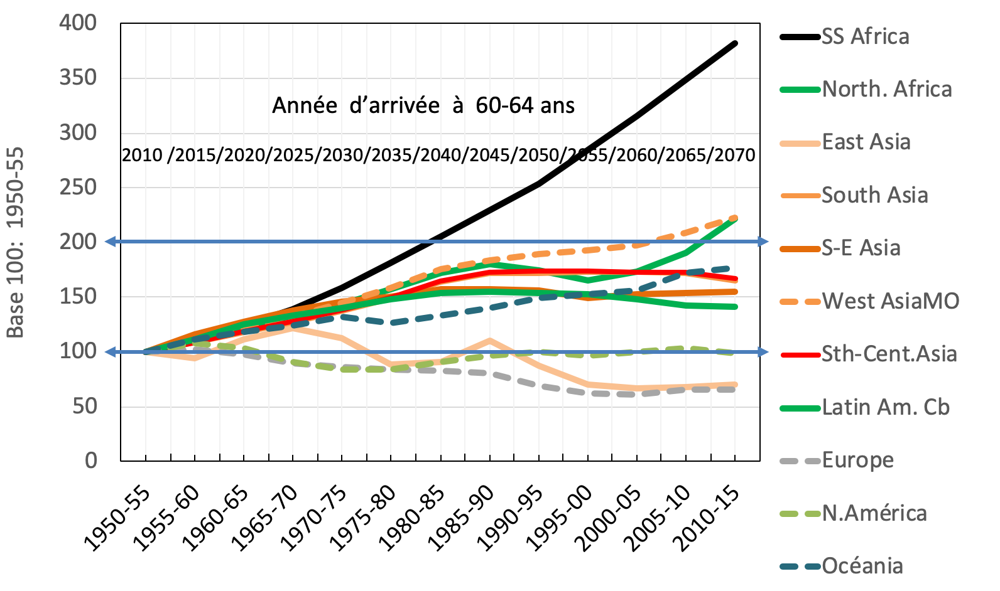 400
350
300
250
200
150
100
50
0
Base 100: 1950-55
Année d’arrivée à 60-64 ans
2010 /2015/2020/2025/2030/2035/2040/2045/2050/2055/2060/2065/2070
1950-55
1955-60
1960-65
1965-70
1970-75
1975-80
1980-85
1985-90
1990-95
1995-00
2000-05
2005-10
2010-15
SS Africa
North. Africa
East Asia
South Asia
S-E Asia
West AsiaMO
Sth-Cent.Asia
Latin Am. Cb
Europe
N.América
Océania